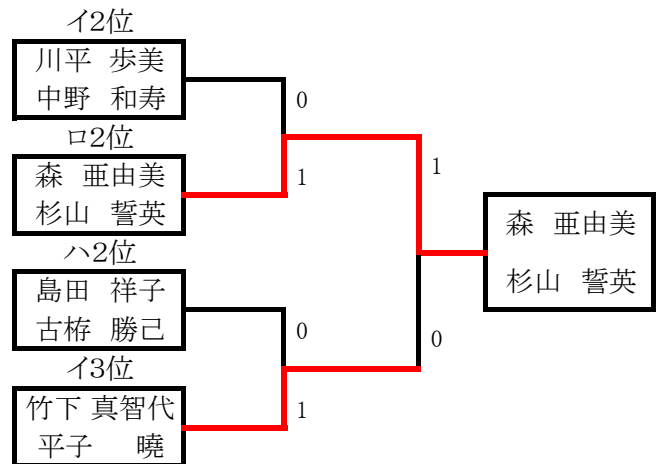 イ2位
川平 歩美
中野 和寿
0
ロ2位
森 亜由美
杉山 誓英
1
1
森 亜由美
杉山 誓英
ハ2位
島田 祥子
古栫 勝己
0
0
イ3位
竹下 真智代
平子 曉
1